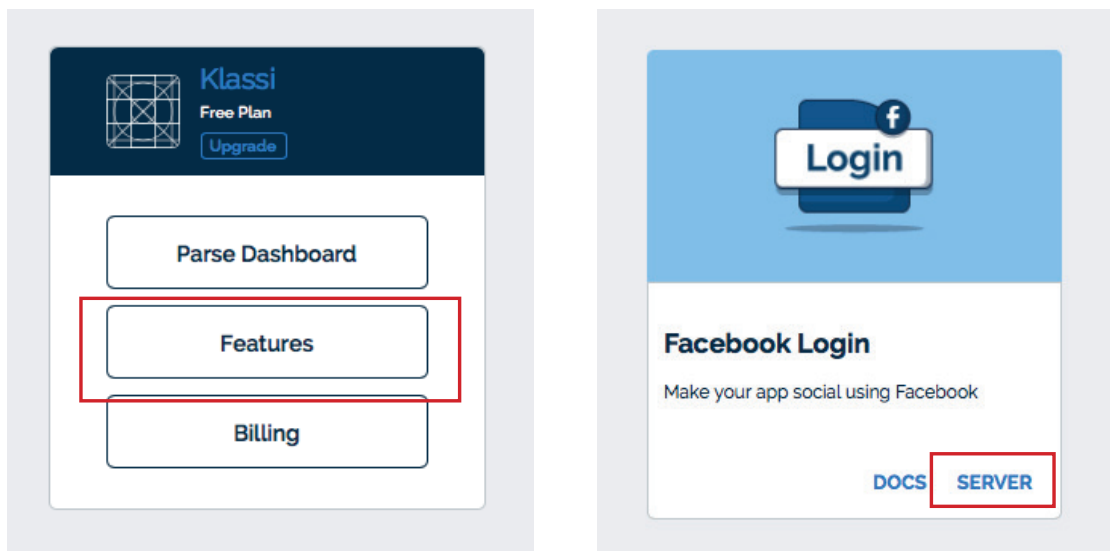 Klassi
Free Plan
Upgrade
Parse Dashboard
Features
Billing
f
Login
Facebook Login
Make your app social using Facebook
DOCS SERVER